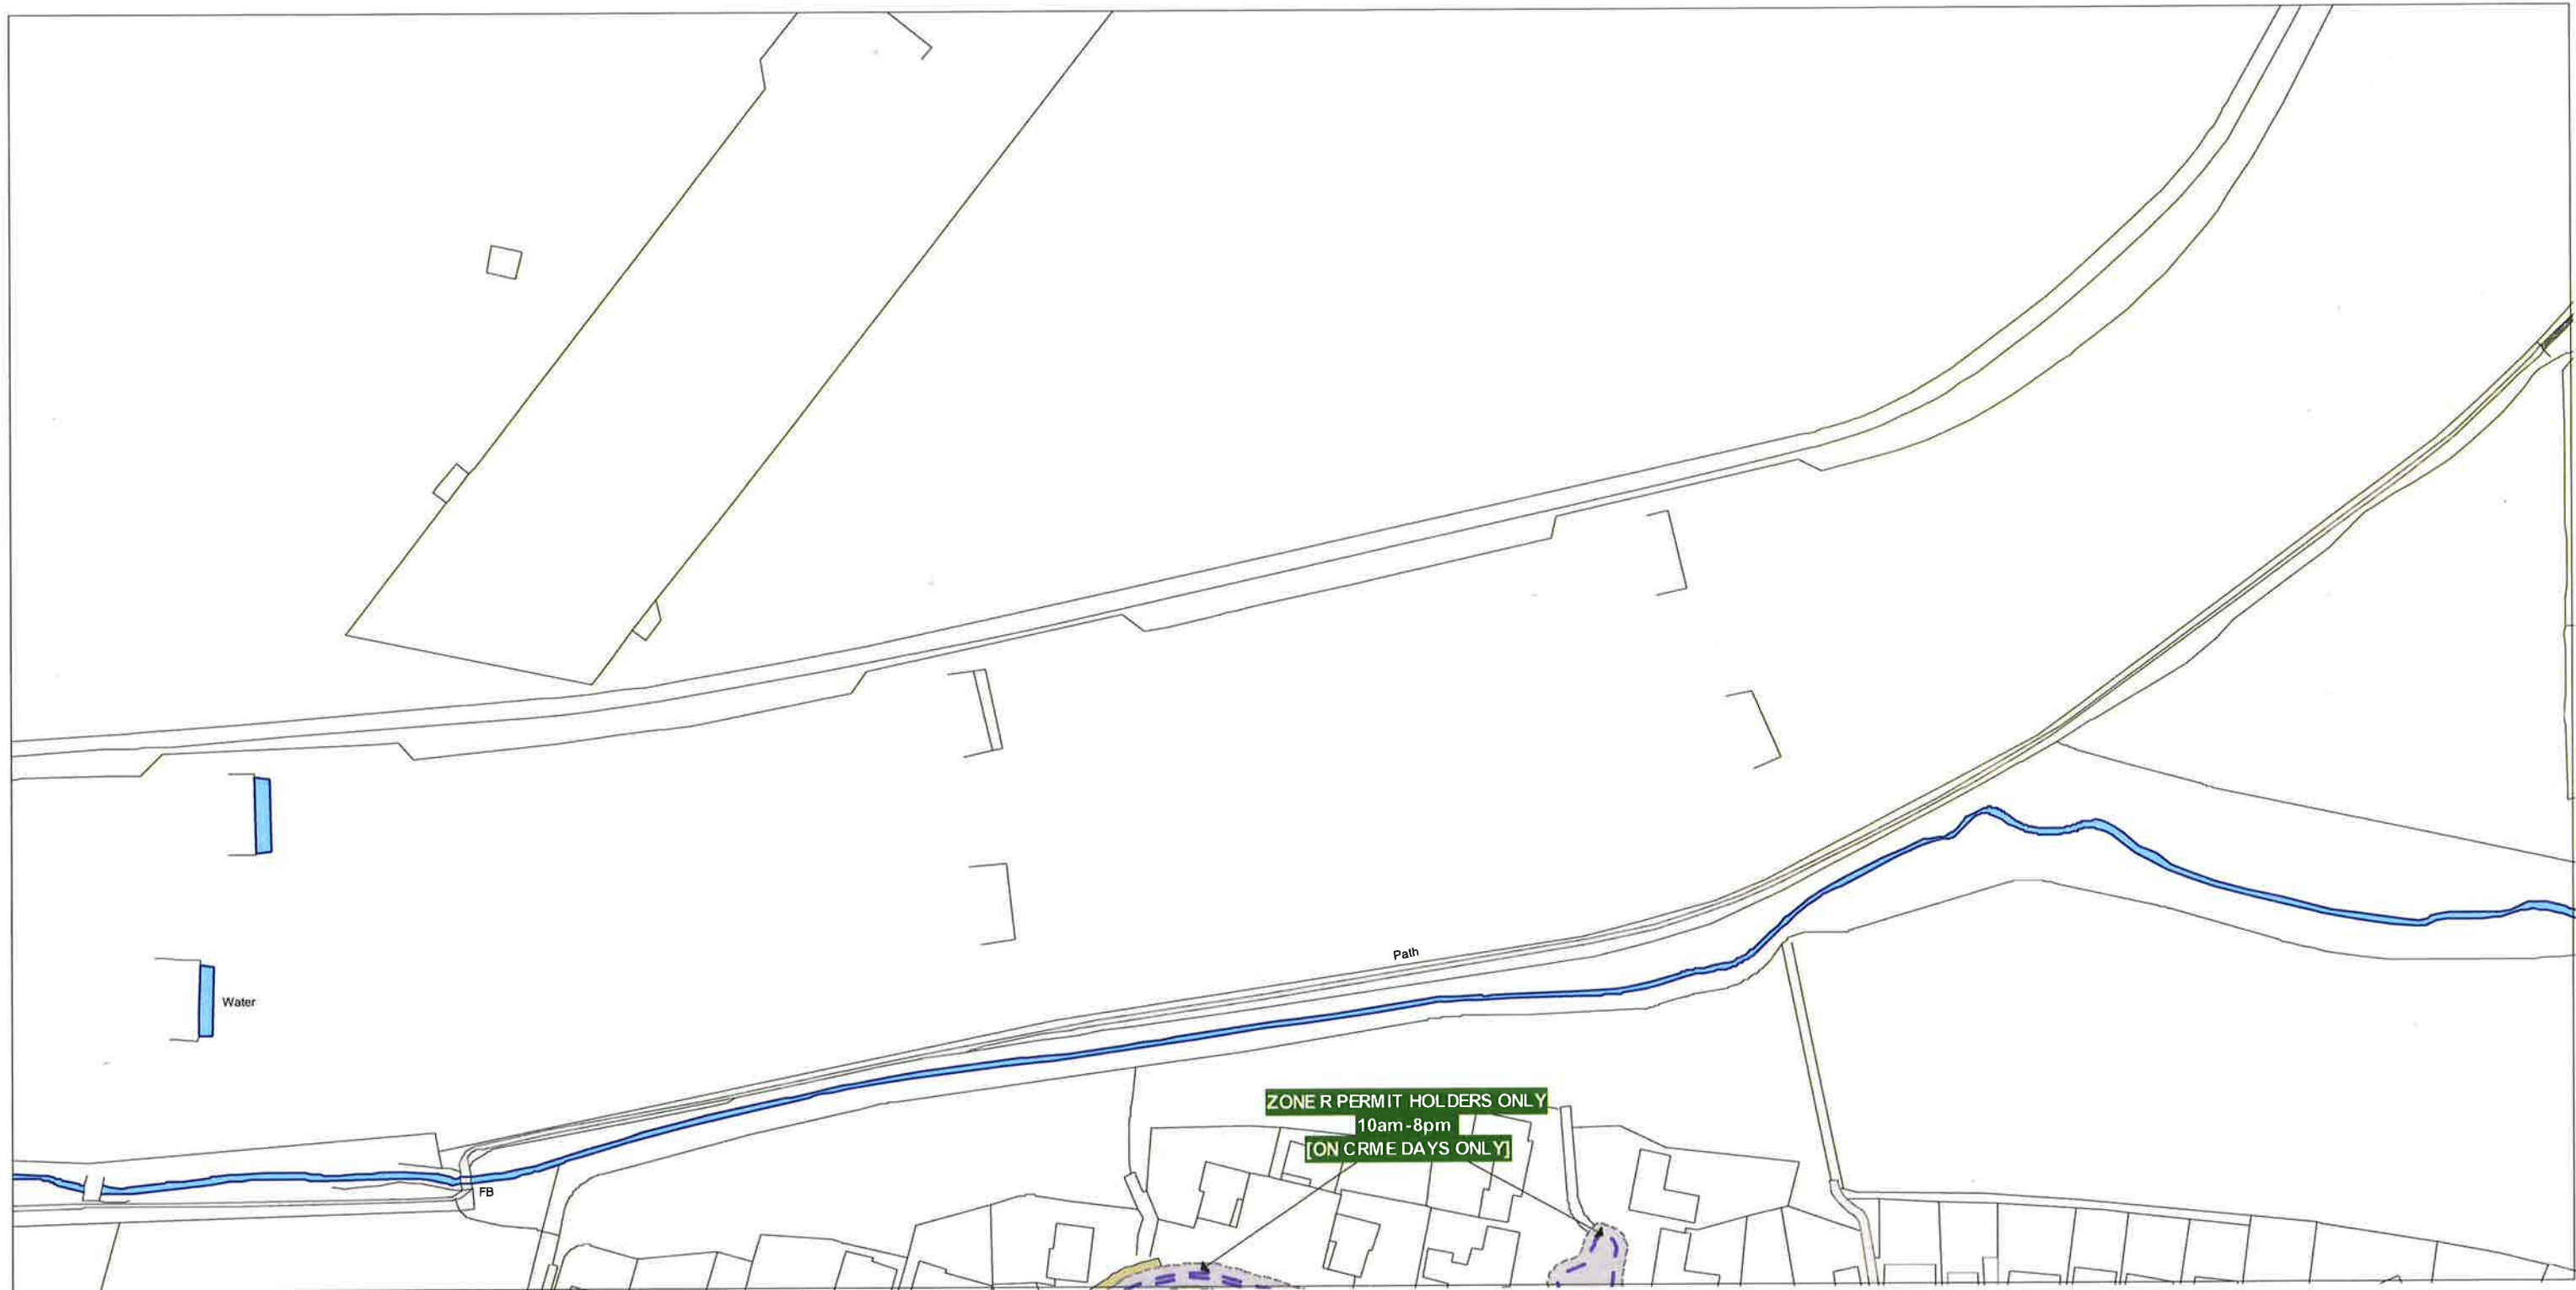 Path
Water
ZONE R PERMIT HOLDERS ONLY
10am-8pm
[ON CRME DAYS ONLY]
FB